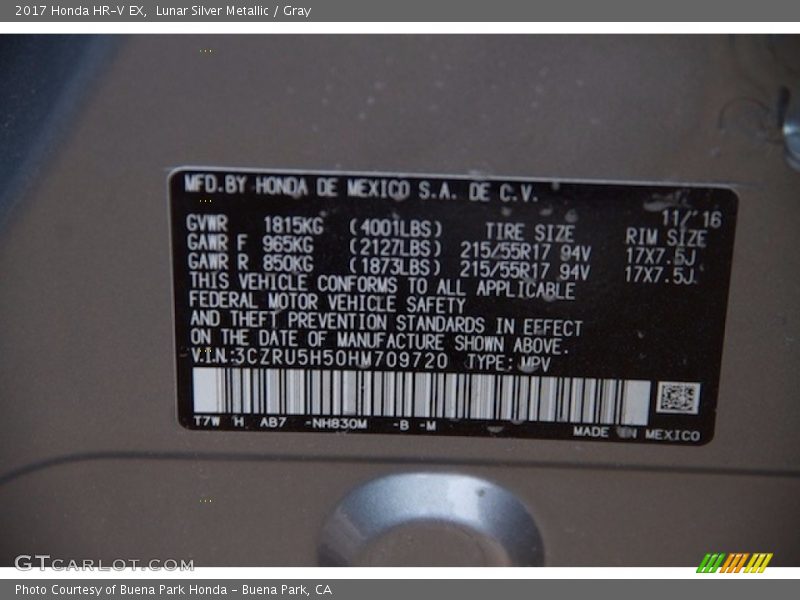 2017 Honda HR-V EX, Lunar Silver Metallic / Gray
MFD.BY HONDA DE MEXICO S.A. DE C.V.
11/'16
GVWR 1815KG (4001LBS) TIRE SIZE RIM SIZE
GAWR F 965KG (2127LBS) 215/55R17 94V 17X7.5J
GAWR R 850KG (1873LBS) 215/55R17 94V 17X7.5J
THIS VEHICLE CONFORMS TO ALL APPLICABLE
FEDERAL MOTOR VEHICLE SAFETY
AND THEFT PREVENTION STANDARDS IN EFFECT
ON THE DATE OF MANUFACTURE SHOWN ABOVE.
V.I.N:3CZRU5H50HM709720 TYPE: MPV
T7W H AB7 -NH830M -B -M
MADE IN MEXICO
GTCARLOT.COM
Photo Courtesy of Buena Park Honda - Buena Park, CA